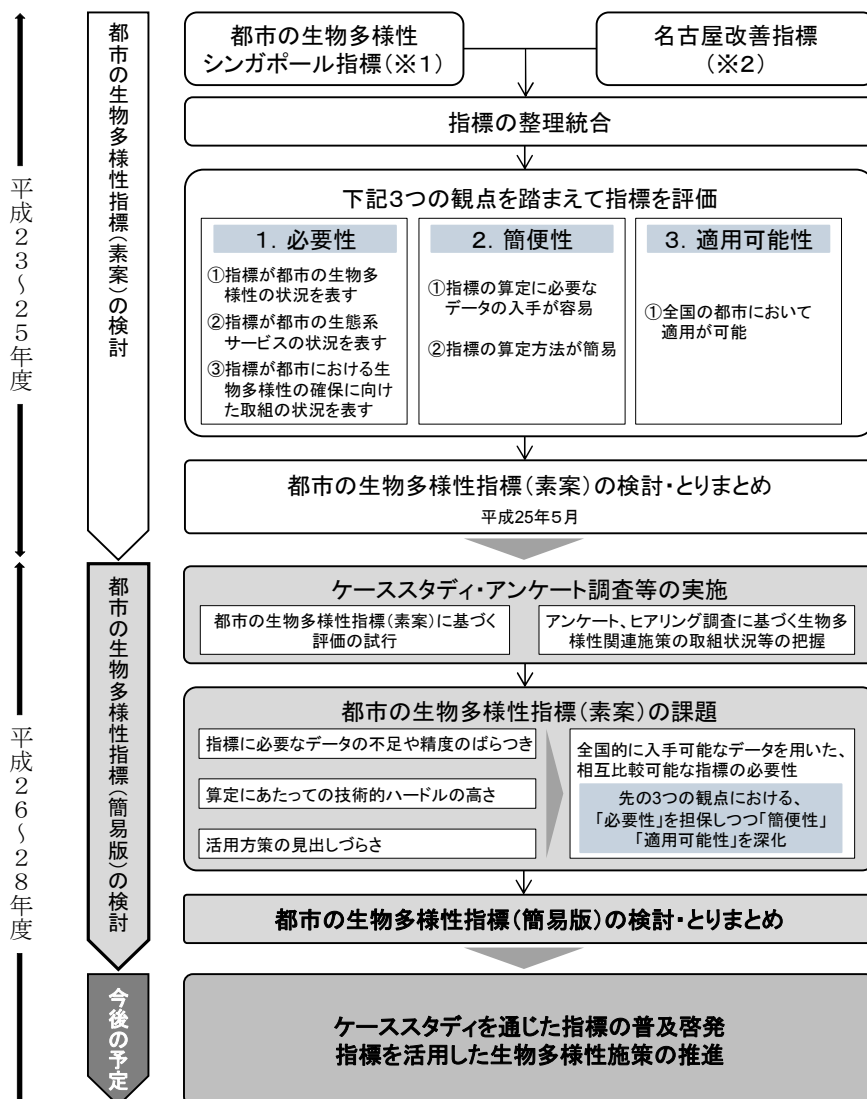 平成23~25年度
都市の生物多様性指標(素案)の検討
都市の生物多様性
シンガポール指標(※1)
名古屋改善指標
(※2)
指標の整理統合
下記3つの観点を踏まえて指標を評価
1.必要性
①指標が都市の生物多
様性の状況を表す
②指標が都市の生態系
サービスの状況を表す
③指標が都市における生
物多様性の確保に向け
た取組の状況を表す
2.簡便性
①指標の算定に必要な
データの入手が容易
②指標の算定方法が簡易
3.適用可能性
①全国の都市において
適用が可能
都市の生物多様性指標(素案)の検討・とりまとめ
平成25年5月
平成26~28年度
都市の生物多様性指標(簡易版)の検討
ケーススタディ・アンケート調査等の実施
都市の生物多様性指標(素案)に基づく
評価の試行
アンケート、ヒアリング調査に基づく生物多
様性関連施策の取組状況等の把握
都市の生物多様性指標(素案)の課題
指標に必要なデータの不足や精度のばらつき
算定にあたっての技術的ハードルの高さ
活用方策の見出しづらさ
全国的に入手可能なデータを用いた、
相互比較可能な指標の必要性
先の3つの観点における、
「必要性」を担保しつつ「簡便性」
「適用可能性」を深化
都市の生物多様性指標(簡易版)の検討・とりまとめ
今後の予定
ケーススタディを通じた指標の普及啓発
指標を活用した生物多様性施策の推進